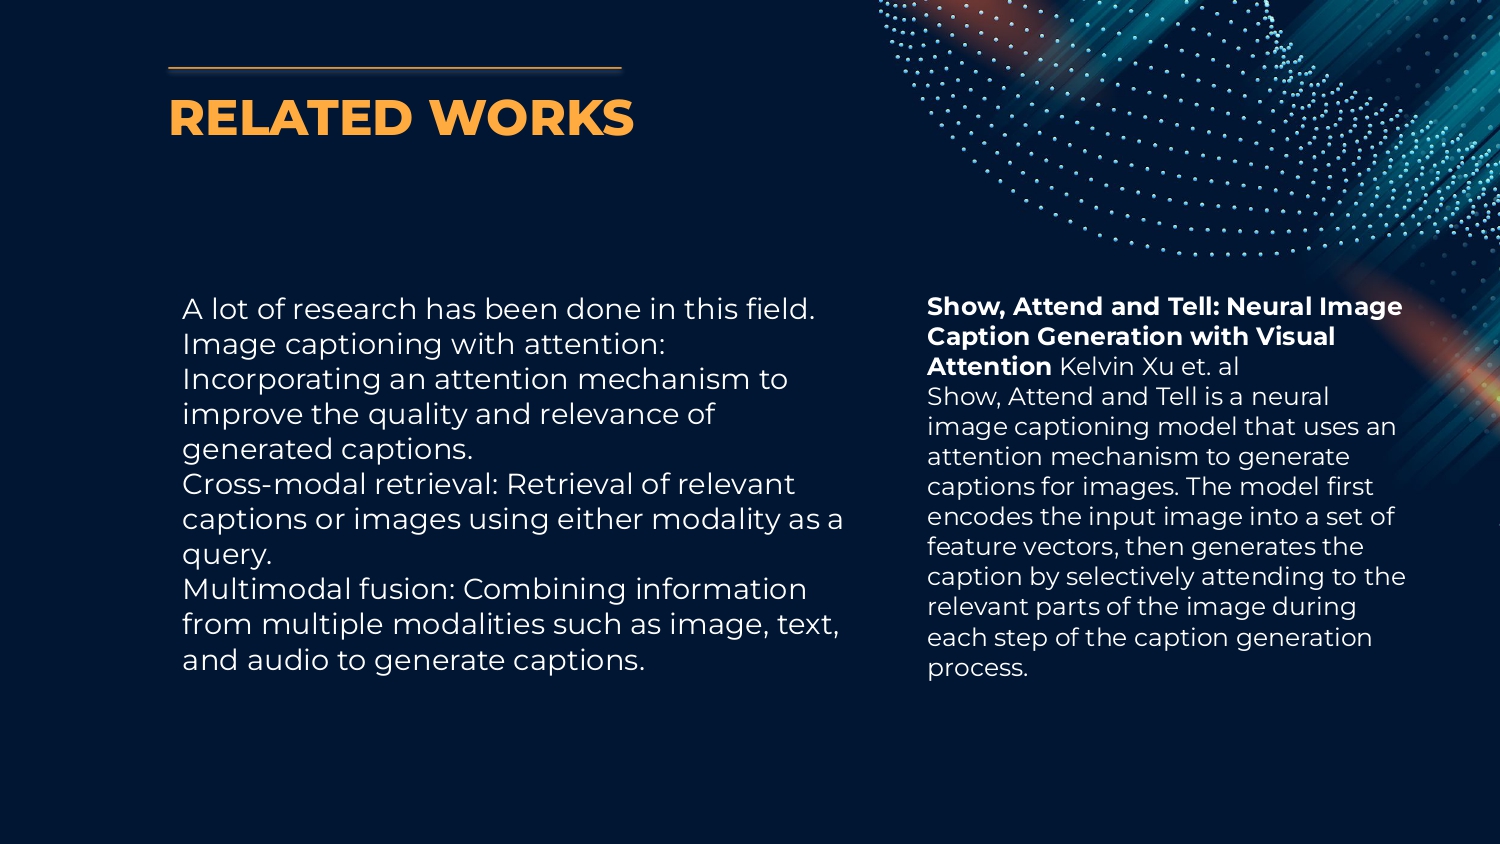 RELATED WORKS
A lot of research has been done in this field.
Image captioning with attention:
Incorporating an attention mechanism to
improve the quality and relevance of
generated captions.
Cross-modal retrieval: Retrieval of relevant
captions or images using either modality as a
query.
Multimodal fusion: Combining information
from multiple modalities such as image, text,
and audio to generate captions.
Show, Attend and Tell: Neural Image
Caption Generation with Visual
Attention Kelvin Xu et. al
Show, Attend and Tell is a neural
image captioning model that uses an
attention mechanism to generate
captions for images. The model first
encodes the input image into a set of
feature vectors, then generates the
caption by selectively attending to the
relevant parts of the image during
each step of the caption generation
process.